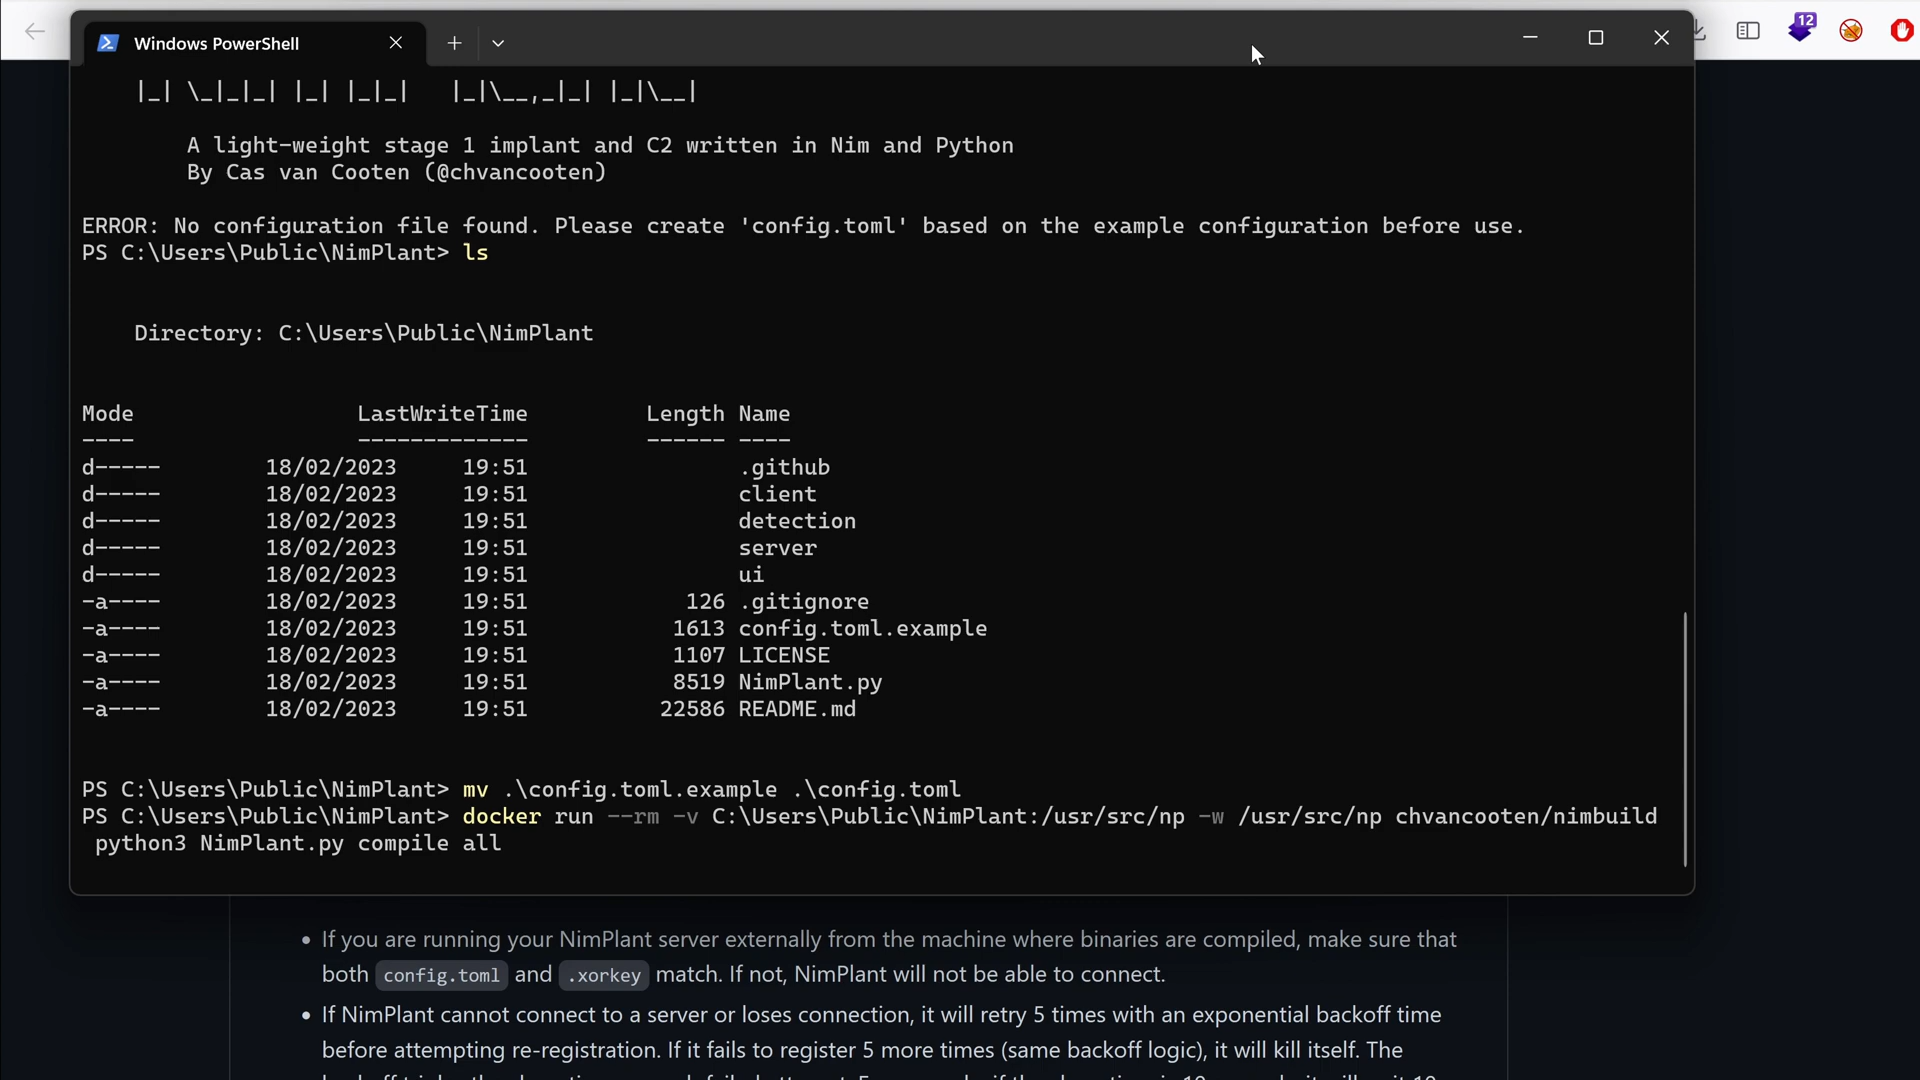 12
Windows PowerShell
|_| \_|_|_| |_| |_|_|   |_|\__,_|_| |_|\__|
A light-weight stage 1 implant and C2 written in Nim and Python
By Cas van Cooten (@chvancooten)
ERROR: No configuration file found. Please create 'config.toml' based on the example configuration before use.
PS C:\Users\Public\NimPlant> ls
Directory: C:\Users\Public\NimPlant
Mode LastWriteTime Length Name
---- ------------- ------ ----
d----- 18/02/2023 19:51 .github
d----- 18/02/2023 19:51 client
d----- 18/02/2023 19:51 detection
d----- 18/02/2023 19:51 server
d----- 18/02/2023 19:51 ui
-a---- 18/02/2023 19:51 126 .gitignore
-a---- 18/02/2023 19:51 1613 config.toml.example
-a---- 18/02/2023 19:51 1107 LICENSE
-a---- 18/02/2023 19:51 8519 NimPlant.py
-a---- 18/02/2023 19:51 22586 README.md
PS C:\Users\Public\NimPlant> mv .\config.toml.example .\config.toml
PS C:\Users\Public\NimPlant> docker run --rm -v C:\Users\Public\NimPlant:/usr/src/np -w /usr/src/np chvancooten/nimbuild
python3 NimPlant.py compile all
• If you are running your NimPlant server externally from the machine where binaries are compiled, make sure that
both config.toml and .xorkey match. If not, NimPlant will not be able to connect.
• If NimPlant cannot connect to a server or loses connection, it will retry 5 times with an exponential backoff time
before attempting re-registration. If it fails to register 5 more times (same backoff logic), it will kill itself. The